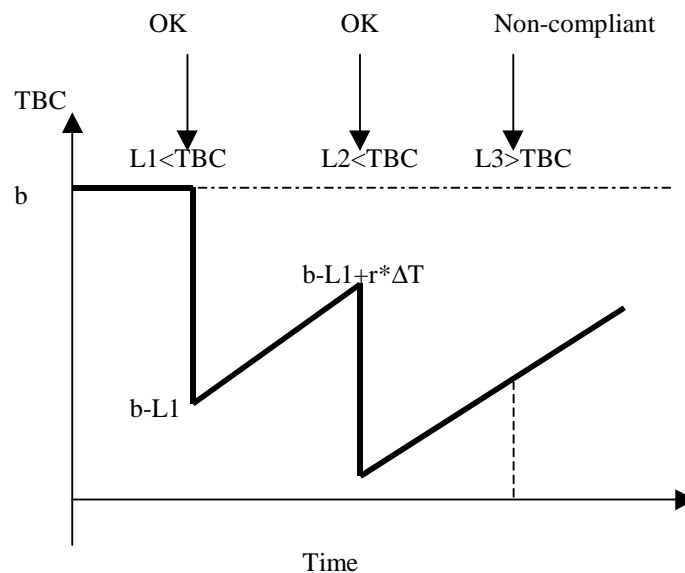 OK OK Non-compliant
TBC
L1<TBC L2<TBC L3>TBC
b
b-L1+r*ΔT
b-L1
Time